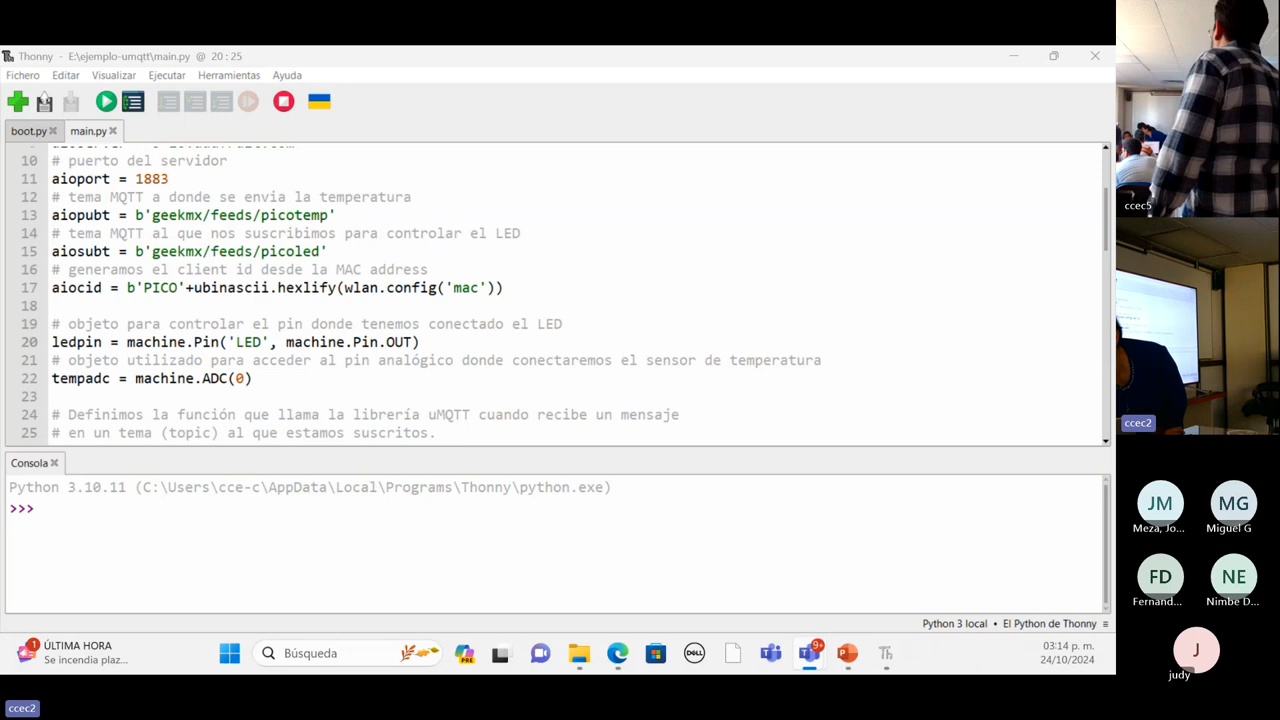 Thonny - E:\ejemplo-umqtt\main.py @ 20 : 25
Fichero Editar Visualizar Ejecutar Herramientas Ayuda
boot.py main.py
10 # puerto del servidor
11 aioport = 1883
12 # tema MQTT a donde se envia la temperatura
13 aiopubt = b'geekmx/feeds/picotemp'
14 # tema MQTT al que nos suscribimos para controlar el LED
15 aiosubt = b'geekmx/feeds/picoled'
16 # generamos el client id desde la MAC address
17 aiocid = b'PICO'+ubinascii.hexlify(wlan.config('mac'))
18
19 # objeto para controlar el pin donde tenemos conectado el LED
20 ledpin = machine.Pin('LED', machine.Pin.OUT)
21 # objeto utilizado para acceder al pin analógico donde conectaremos el sensor de temperatura
22 tempadc = machine.ADC(0)
23
24 # Definimos la función que llama la librería uMQTT cuando recibe un mensaje
25 # en un tema (topic) al que estamos suscritos.
Consola
Python 3.10.11 (C:\Users\cce-c\AppData\Local\Programs\Thonny\python.exe)
>>>
Python 3 local • El Python de Thonny ≡
1
ÚLTIMA HORA
Se incendia plaz...
Búsqueda
PRE
DELL
9+
Th
03:14 p. m.
24/10/2024
ccec5
ccec2
JM
Meza, Jo...
MG
Miguel G
FD
Fernand...
NE
Nimbe D...
J
judy
ccec2